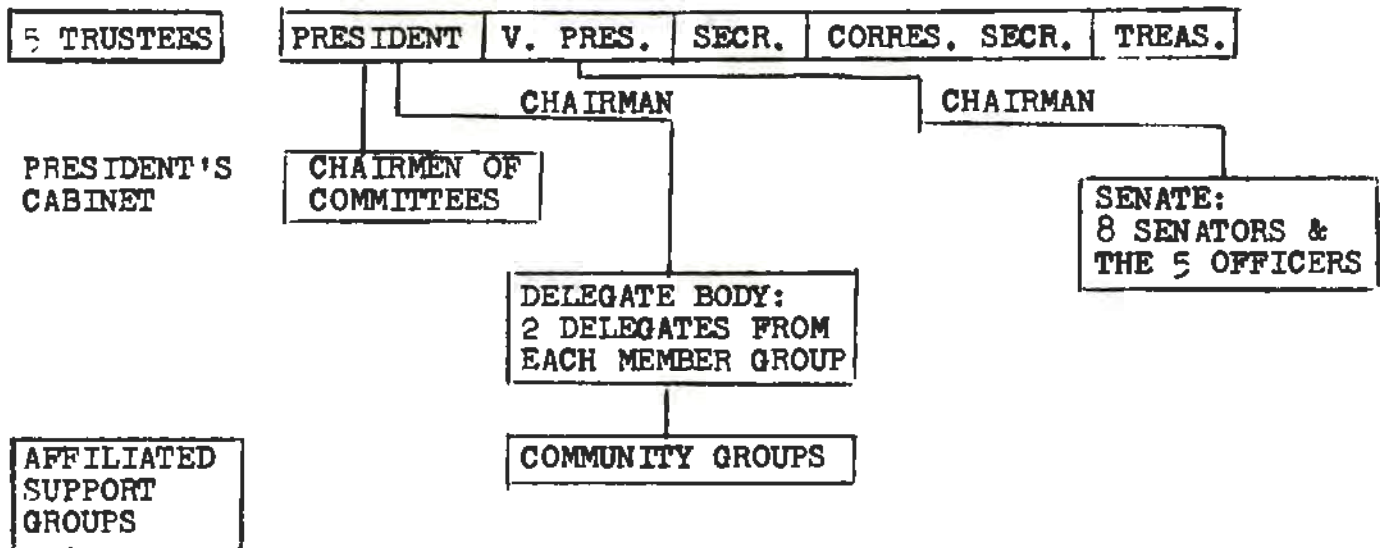 5 TRUSTEES
PRESIDENT V. PRES. SECR. CORRES. SECR. TREAS.
CHAIRMAN
CHAIRMAN
PRESIDENT'S
CABINET
CHAIRMEN OF
COMMITTEES
SENATE:
8 SENATORS &
THE 5 OFFICERS
DELEGATE BODY:
2 DELEGATES FROM
EACH MEMBER GROUP
COMMUNITY GROUPS
AFFILIATED
SUPPORT
GROUPS